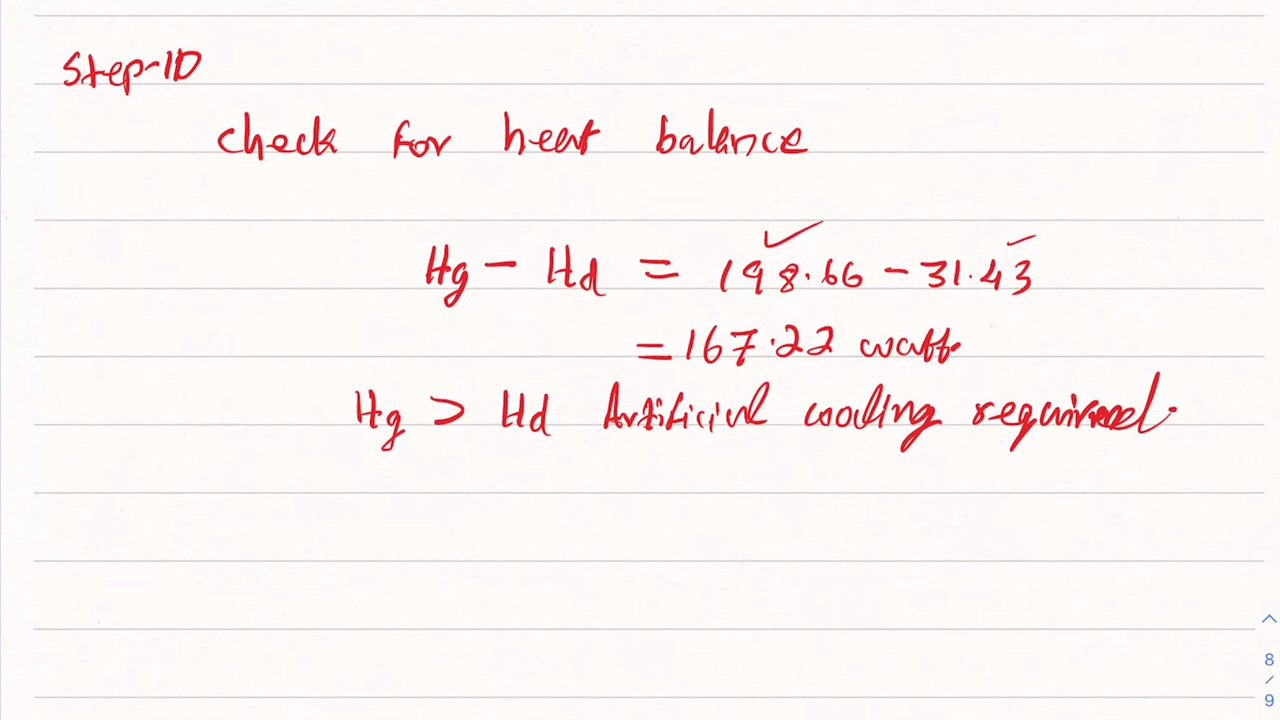 Step-10
check for heat balance
Hg - Hd = 198.66 - 31.43
= 167.22 watt.
Hg > Hd Artificial cooling required.
8
/
9